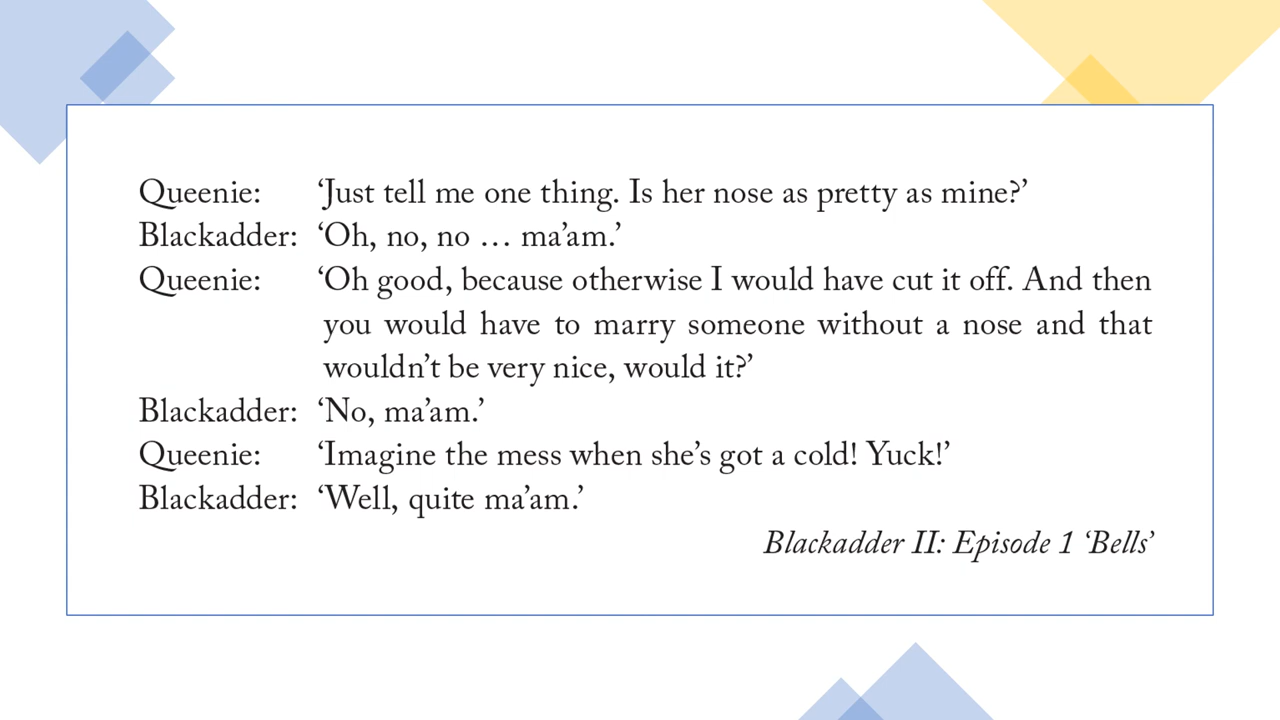 Queenie: ‘Just tell me one thing. Is her nose as pretty as mine?’
Blackadder: ‘Oh, no, no … ma’am.’
Queenie: ‘Oh good, because otherwise I would have cut it off. And then
you would have to marry someone without a nose and that
wouldn’t be very nice, would it?’
Blackadder: ‘No, ma’am.’
Queenie: ‘Imagine the mess when she’s got a cold! Yuck!’
Blackadder: ‘Well, quite ma’am.’
Blackadder II: Episode 1 ‘Bells’